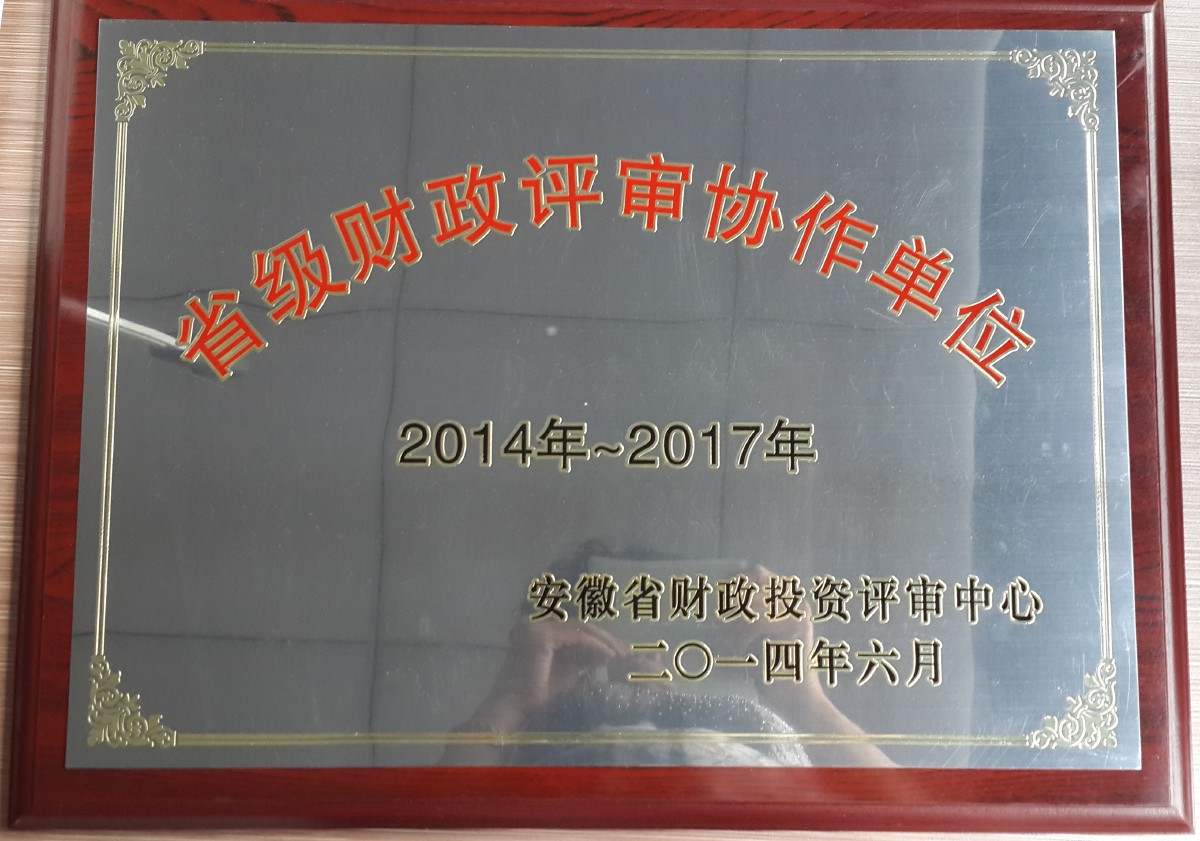 省级财政评审协作单位
2014年~2017年
安徽省财政投资评审中心
二〇一四年六月